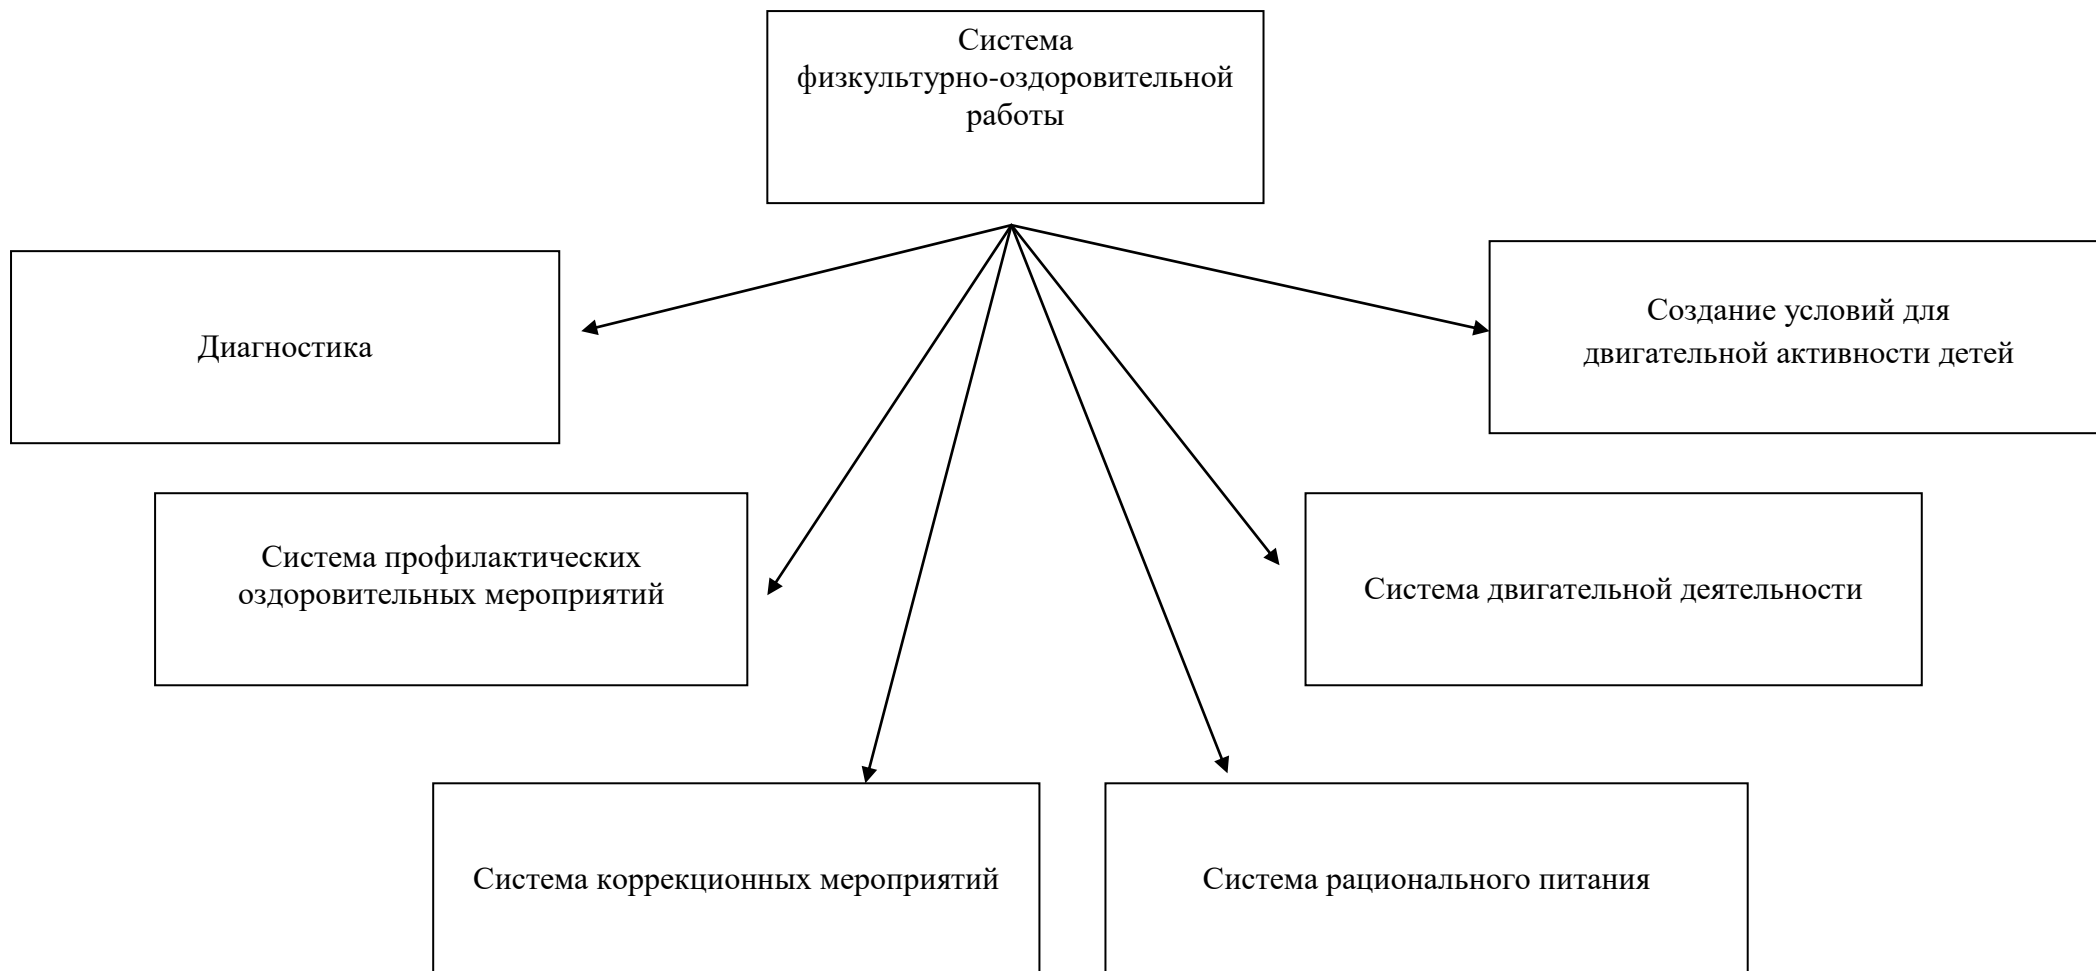 Система
физкультурно-оздоровительной
работы
Диагностика
Создание условий для
двигательной активности детей
Система профилактических
оздоровительных мероприятий
Система двигательной деятельности
Система коррекционных мероприятий
Система рационального питания